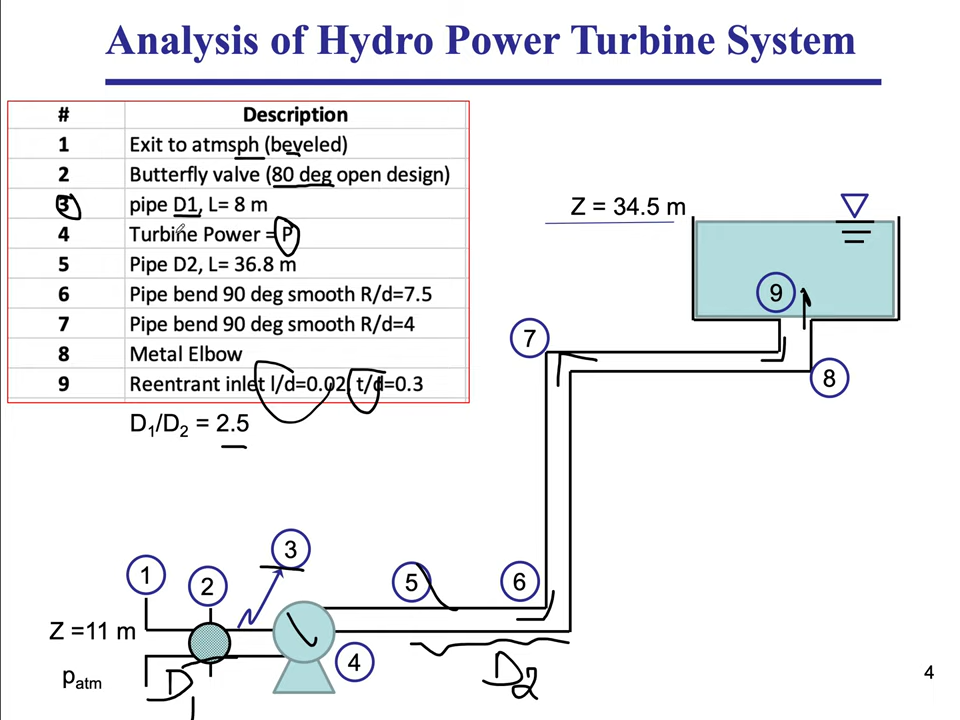 Analysis of Hydro Power Turbine System
# Description
1 Exit to atmsph (beveled)
2 Butterfly valve (80 deg open design)
3 pipe D1, L= 8 m
4 Turbine Power = P
5 Pipe D2, L= 36.8 m
6 Pipe bend 90 deg smooth R/d=7.5
7 Pipe bend 90 deg smooth R/d=4
8 Metal Elbow
9 Reentrant inlet l/d=0.02, t/d=0.3
D₁/D₂ = 2.5
Z = 34.5 m
9
7
8
3
1
2
5
6
Z =11 m
4
pₐₜₘ
D₁
D₂
4